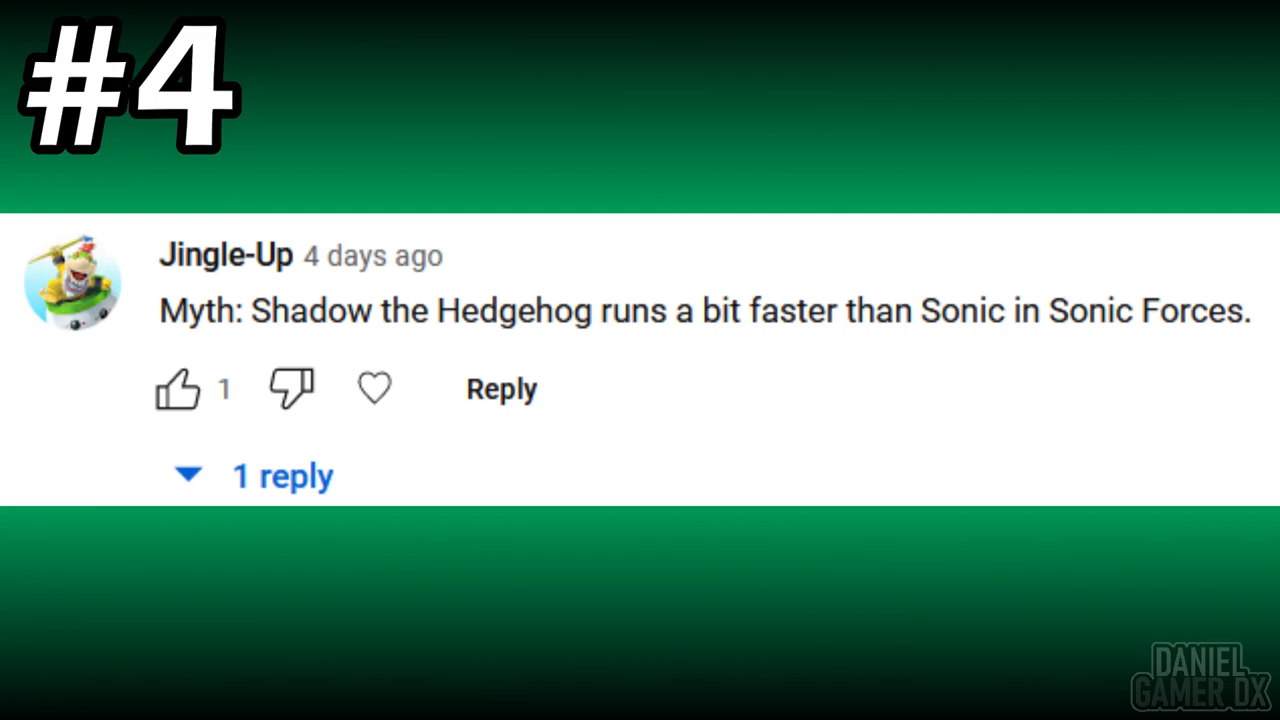 #4
Jingle-Up 4 days ago
Myth: Shadow the Hedgehog runs a bit faster than Sonic in Sonic Forces.
1 Reply
1 reply
DANIEL
GAMER DX